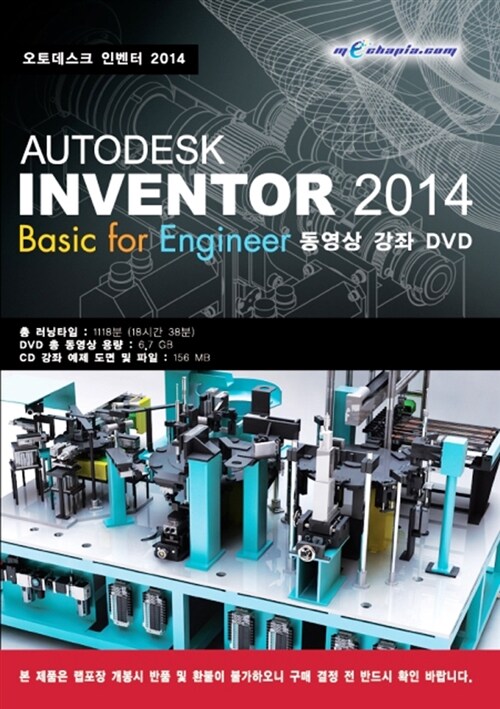 오토데스크 인벤터 2014
mechapia.com
AUTODESK
INVENTOR 2014
Basic for Engineer 동영상 강좌 DVD
총 러닝타임 : 1118분 (18시간 38분)
DVD 총 동영상 용량 : 6.7 GB
CD 강좌 예제 도면 및 파일 : 156 MB
본 제품은 랩포장 개봉시 반품 및 환불이 불가하오니 구매 결정 전 반드시 확인 바랍니다.